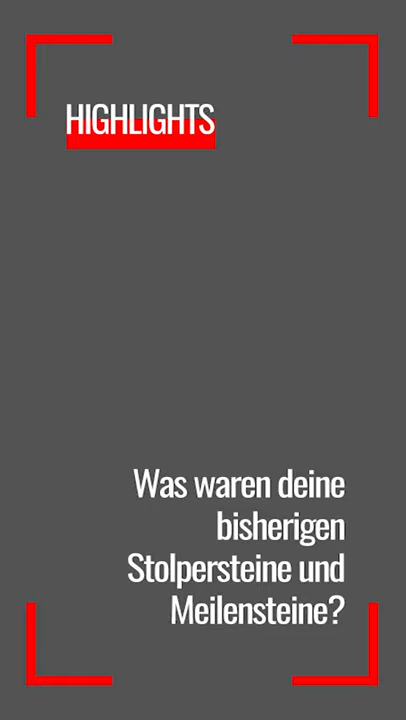 HIGHLIGHTS
Was waren deine
bisherigen
Stolpersteine und
Meilensteine?